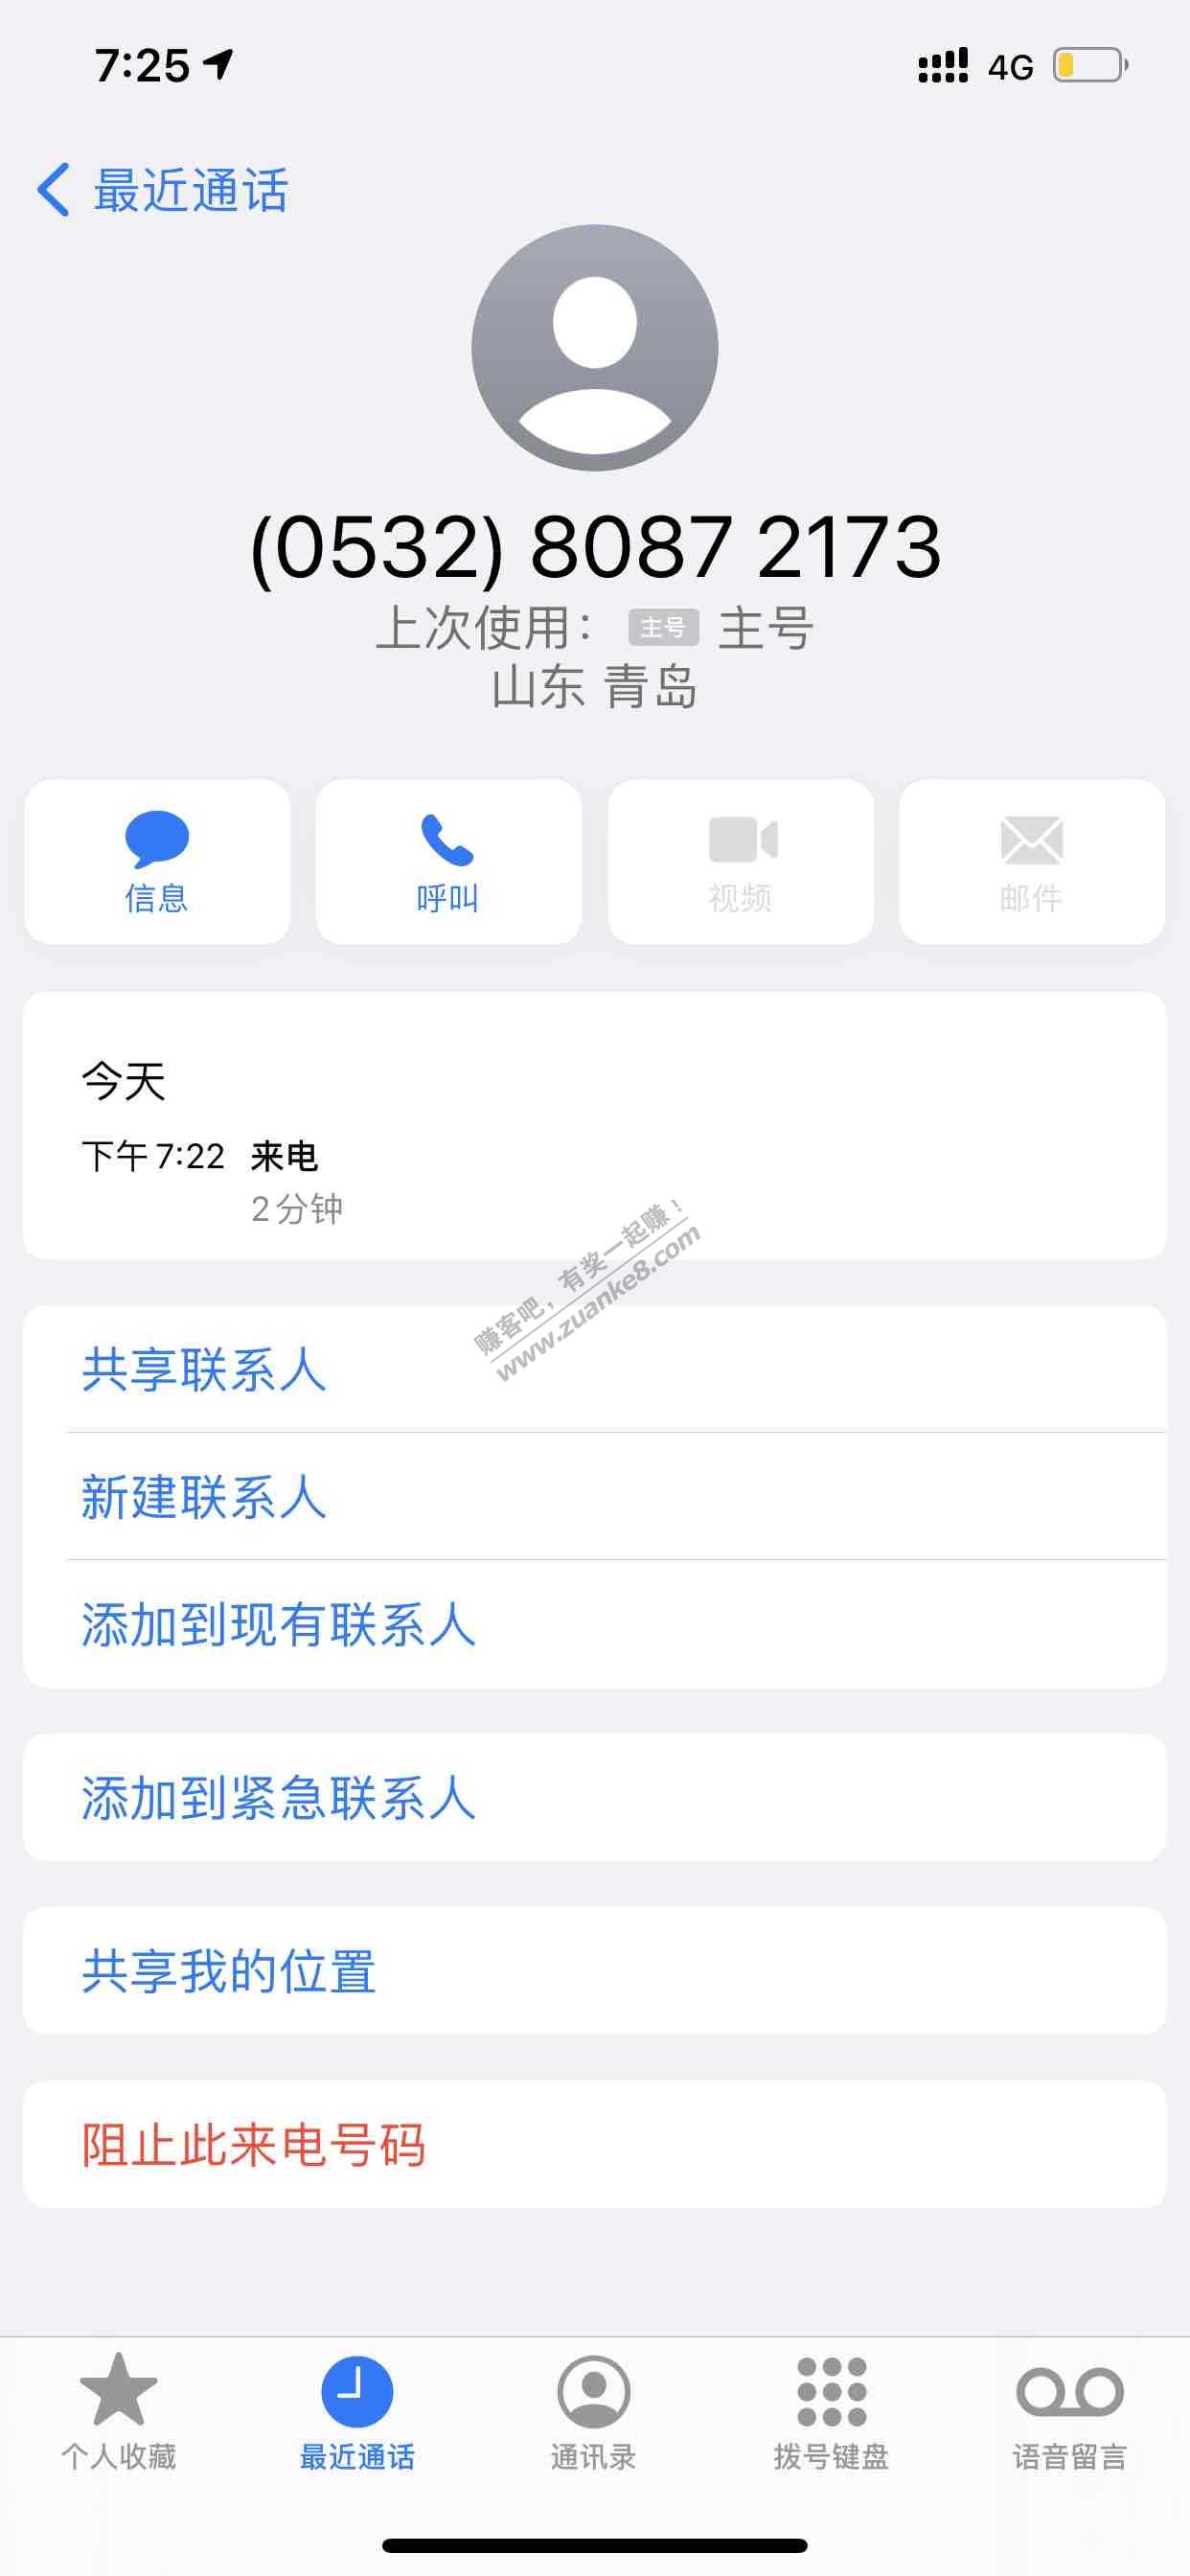 7:25
4G
最近通话
(0532) 8087 2173
上次使用： 主号 主号
山东 青岛
信息 呼叫 视频 邮件
今天
下午 7:22 来电
2 分钟
赚客吧，有奖一起赚！
www.zuanke8.com
共享联系人
新建联系人
添加到现有联系人
添加到紧急联系人
共享我的位置
阻止此来电号码
个人收藏 最近通话 通讯录 拨号键盘 语音留言